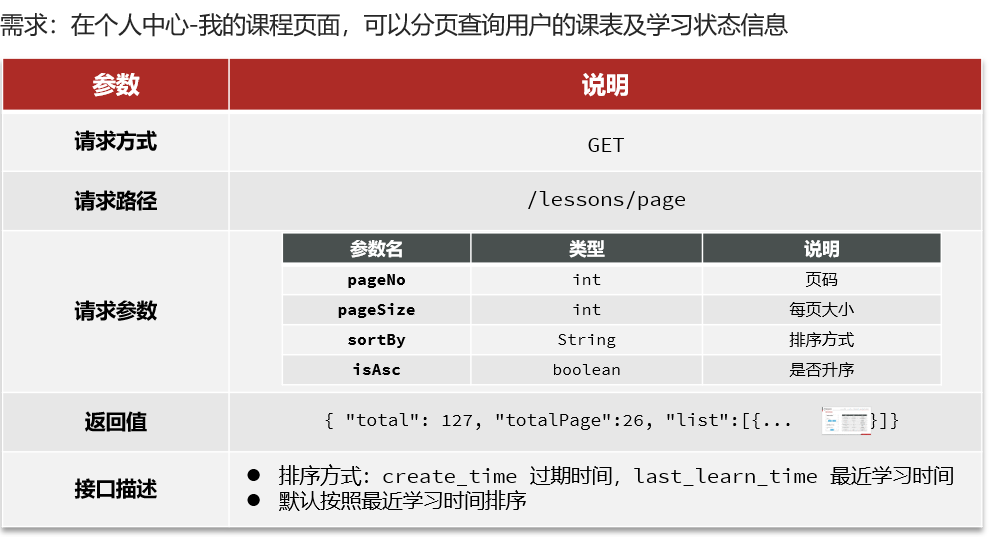 需求：在个人中心-我的课程页面，可以分页查询用户的课表及学习状态信息
参数 说明
请求方式 GET
请求路径 /lessons/page
请求参数
参数名 类型 说明
pageNo int 页码
pageSize int 每页大小
sortBy String 排序方式
isAsc boolean 是否升序
返回值 { "total": 127, "totalPage":26, "list":[{... }]}
接口描述
● 排序方式：create_time 过期时间，last_learn_time 最近学习时间
● 默认按照最近学习时间排序